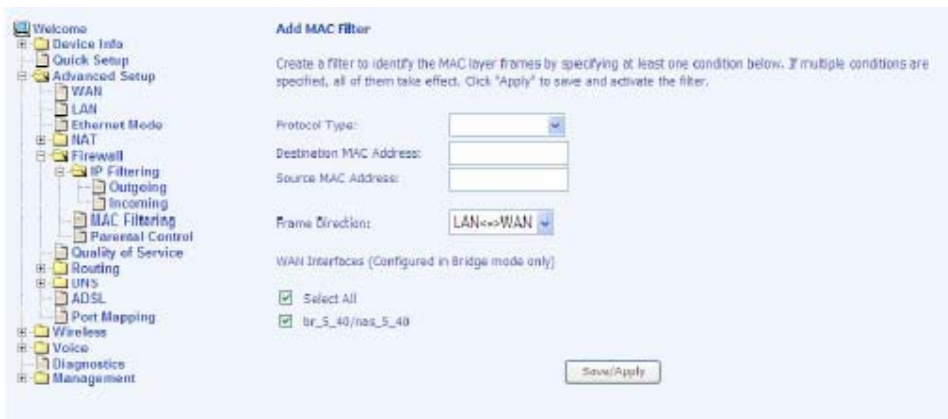 Welcome
Device Info
Quick Setup
Advanced Setup
WAN
LAN
Ethernet Mode
NAT
Firewall
IP Filtering
Outgoing
Incoming
MAC Filtering
Parental Control
Quality of Service
Routing
DNS
ADSL
Port Mapping
Wireless
Voice
Diagnostics
Management
Add MAC Filter
Create a filter to identify the MAC layer frames by specifying at least one condition below. If multiple conditions are
specified, all of them take effect. Click "Apply" to save and activate the filter.
Protocol Type:
Destination MAC Address:
Source MAC Address:
Frame Direction: LAN<=>WAN
WAN Interfaces (Configured in Bridge mode only)
Select All
br_5_40/nas_5_40
Save/Apply